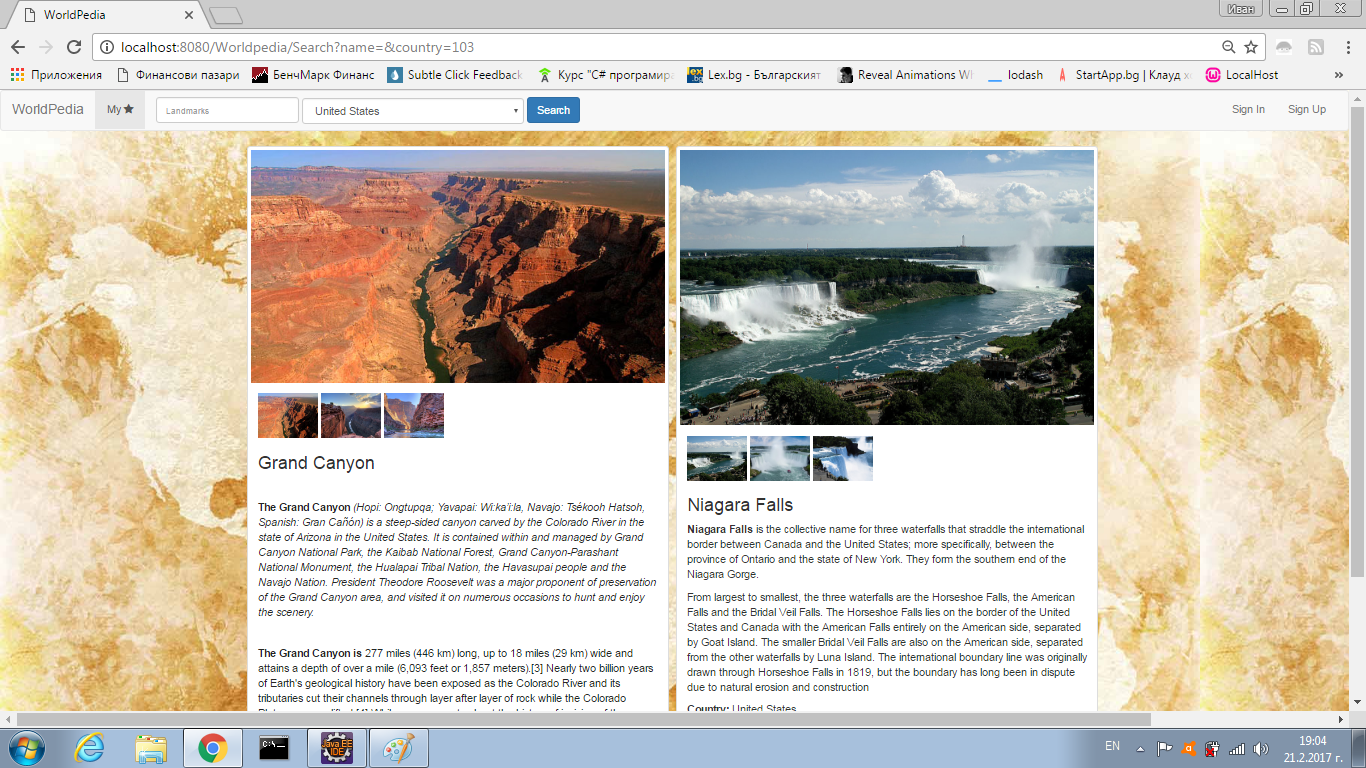 WorldPedia
Иван
localhost:8080/Worldpedia/Search?name=&country=103
Приложения
Финансови пазари
БенчМарк Финанс
Subtle Click Feedback
Курс "C# програмира
Lex.bg - Българският
Reveal Animations W
lodash
StartApp.bg | Клауд х
LocalHost
»
WorldPedia
My
Landmarks
United States
Search
Sign In
Sign Up
Grand Canyon
The Grand Canyon (Hopi: Ongtupqa; Yavapai: Wi:kaʼi:la, Navajo: Tsékooh Hatsoh,
Spanish: Gran Cañón) is a steep-sided canyon carved by the Colorado River in the
state of Arizona in the United States. It is contained within and managed by Grand
Canyon National Park, the Kaibab National Forest, Grand Canyon-Parashant
National Monument, the Hualapai Tribal Nation, the Havasupai people and the
Navajo Nation. President Theodore Roosevelt was a major proponent of preservation
of the Grand Canyon area, and visited it on numerous occasions to hunt and enjoy
the scenery.
The Grand Canyon is 277 miles (446 km) long, up to 18 miles (29 km) wide and
attains a depth of over a mile (6,093 feet or 1,857 meters).[3] Nearly two billion years
of Earth's geological history have been exposed as the Colorado River and its
tributaries cut their channels through layer after layer of rock while the Colorado
Niagara Falls
Niagara Falls is the collective name for three waterfalls that straddle the international
border between Canada and the United States; more specifically, between the
province of Ontario and the state of New York. They form the southern end of the
Niagara Gorge.
From largest to smallest, the three waterfalls are the Horseshoe Falls, the American
Falls and the Bridal Veil Falls. The Horseshoe Falls lies on the border of the United
States and Canada with the American Falls entirely on the American side, separated
by Goat Island. The smaller Bridal Veil Falls are also on the American side, separated
from the other waterfalls by Luna Island. The international boundary line was originally
drawn through Horseshoe Falls in 1819, but the boundary has long been in dispute
due to natural erosion and construction
Country: United States
C:\
Java EE
IDE
EN
19:04
21.2.2017 г.